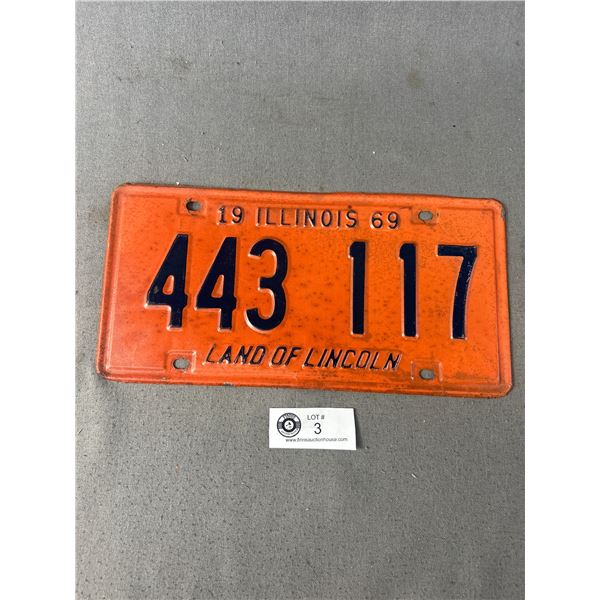 19 ILLINOIS 69
443 117
LAND OF LINCOLN
LOT #
3